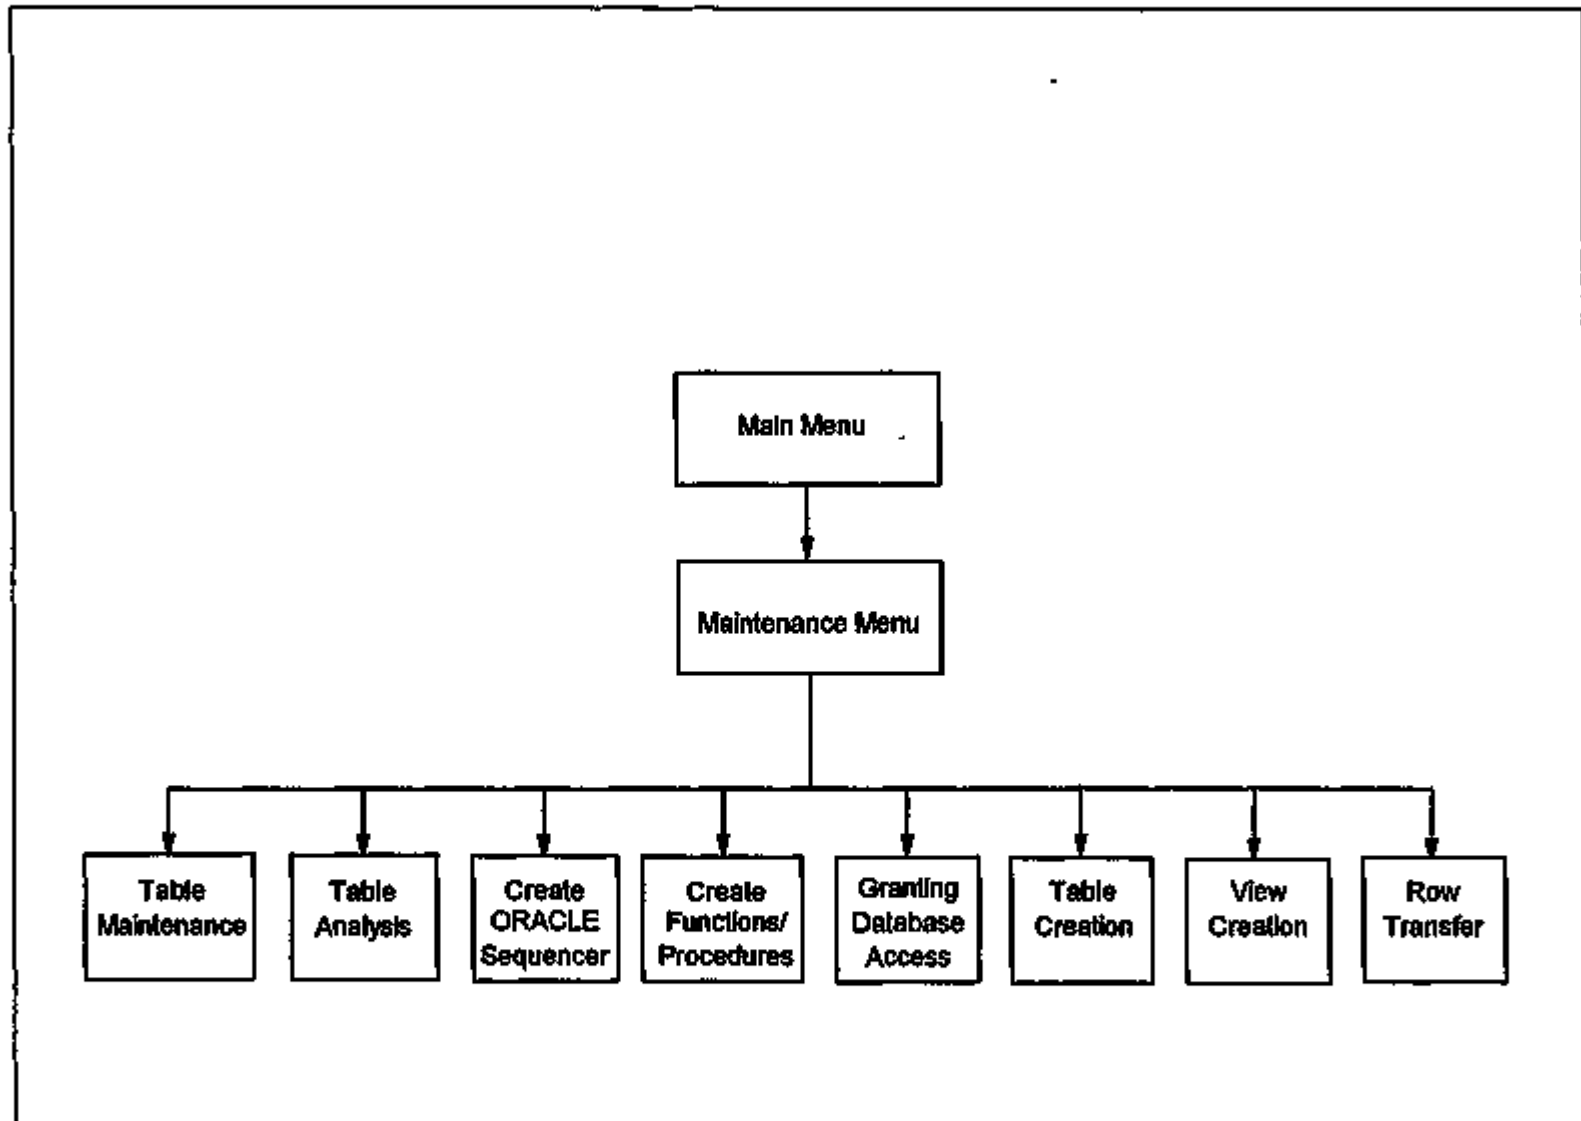 Main Menu
Maintenance Menu
Table
Maintenance
Table
Analysis
Create
ORACLE
Sequencer
Create
Functions/
Procedures
Granting
Database
Access
Table
Creation
View
Creation
Row
Transfer